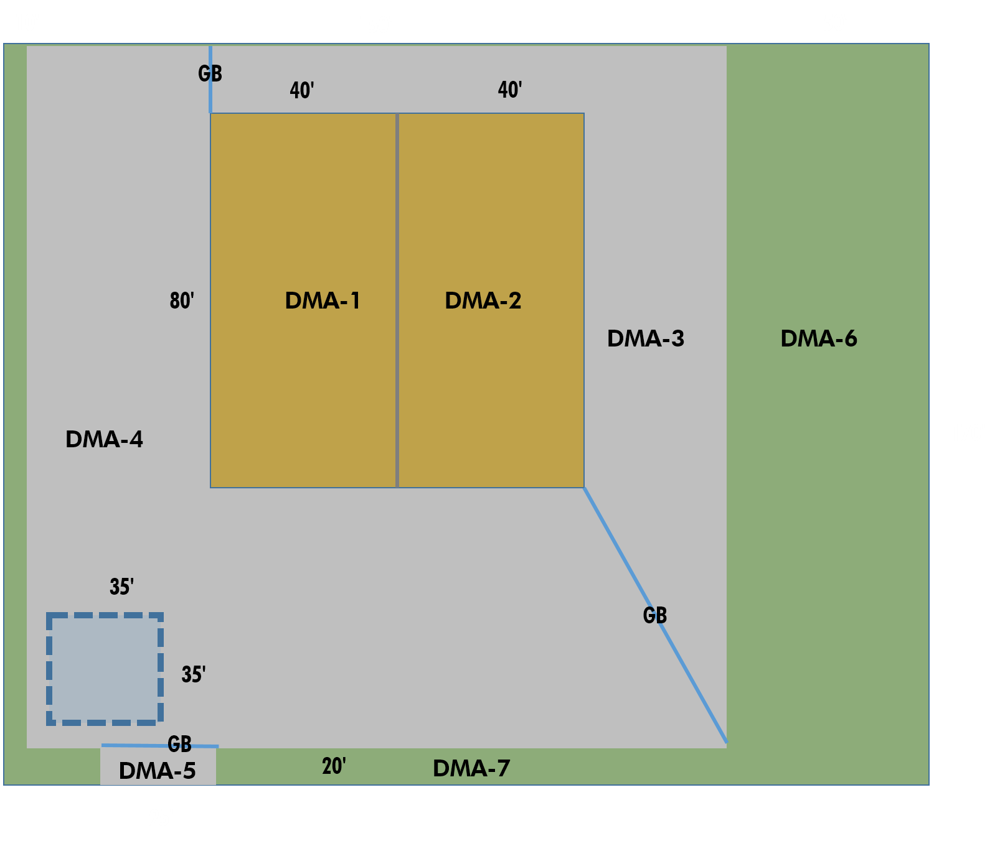 GB
40'
40'
80'
DMA-1
DMA-2
DMA-3
DMA-6
DMA-4
35'
GB
35'
GB
20'
DMA-7
DMA-5